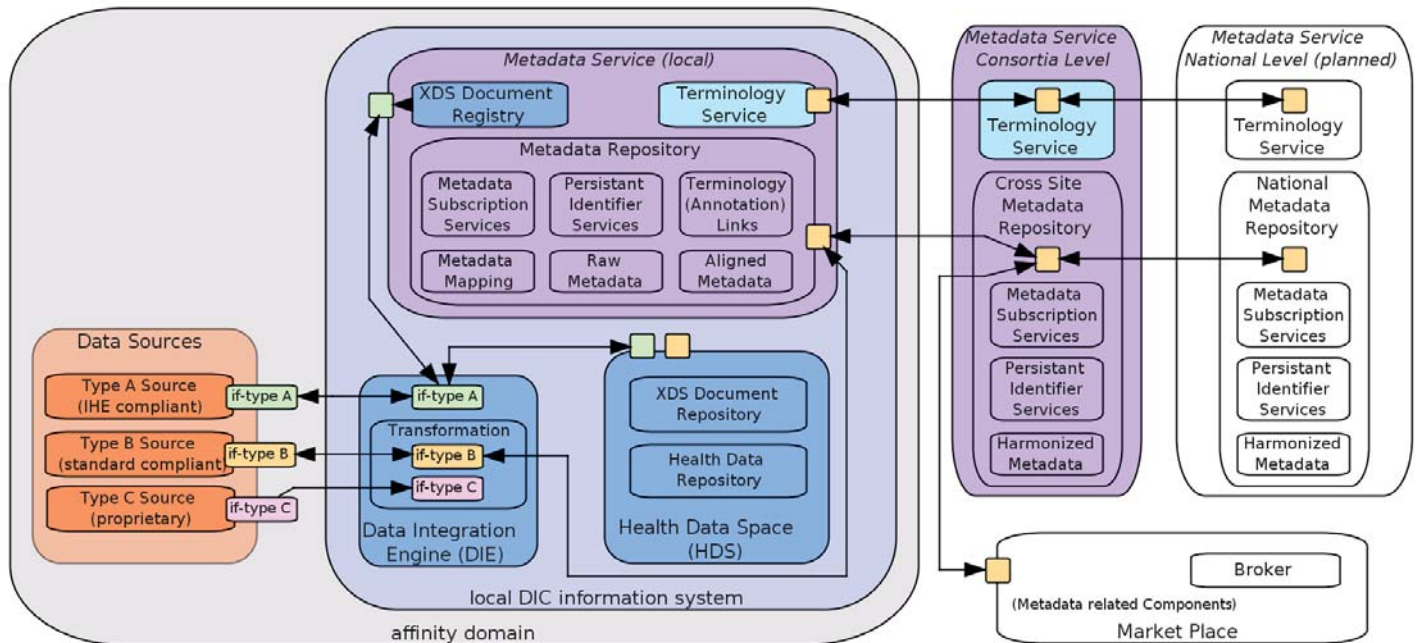 Metadata Service (local)
XDS Document
Registry
Terminology
Service
Metadata Repository
Metadata
Subscription
Services
Persistant
Identifier
Services
Terminology
(Annotation)
Links
Metadata
Mapping
Raw
Metadata
Aligned
Metadata
Data Sources
Type A Source
(IHE compliant)
if-type A
Type B Source
(standard compliant)
if-type B
Type C Source
(proprietary)
if-type C
if-type A
Transformation
if-type B
if-type C
Data Integration
Engine (DIE)
XDS Document
Repository
Health Data
Repository
Health Data Space
(HDS)
local DIC information system
affinity domain
Metadata Service
Consortia Level
Terminology
Service
Cross Site
Metadata
Repository
Metadata
Subscription
Services
Persistant
Identifier
Services
Harmonized
Metadata
Metadata Service
National Level (planned)
Terminology
Service
National
Metadata
Repository
Metadata
Subscription
Services
Persistant
Identifier
Services
Harmonized
Metadata
Broker
(Metadata related Components)
Market Place